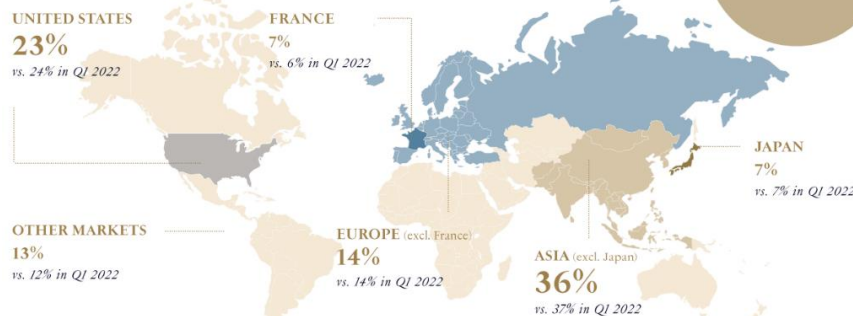 UNITED STATES
23%
vs. 24% in Q1 2022
FRANCE
7%
vs. 6% in Q1 2022
JAPAN
7%
vs. 7% in Q1 2022
OTHER MARKETS
13%
vs. 12% in Q1 2022
EUROPE (excl. France)
14%
vs. 14% in Q1 2022
ASIA (excl. Japan)
36%
vs. 37% in Q1 2022